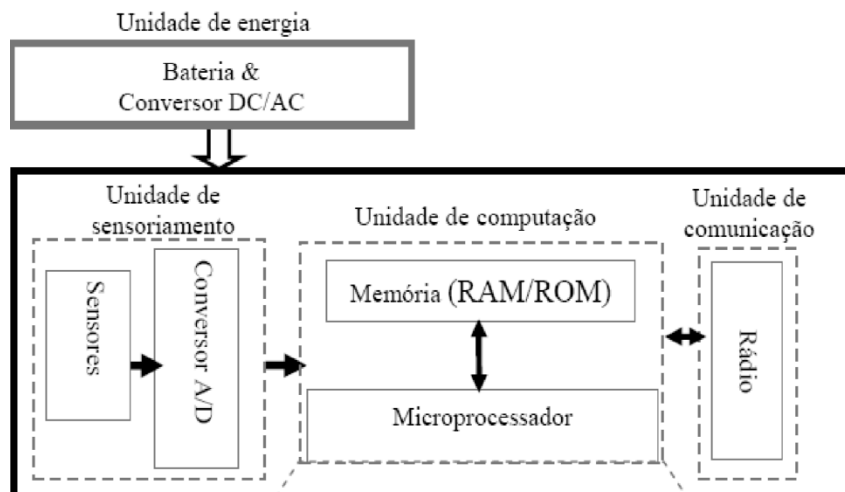 Unidade de energia
Bateria &
Conversor DC/AC
Unidade de
sensoriamento
Sensores
Conversor A/D
Unidade de computação
Memória (RAM/ROM)
Microprocessador
Unidade de
comunicação
Rádio